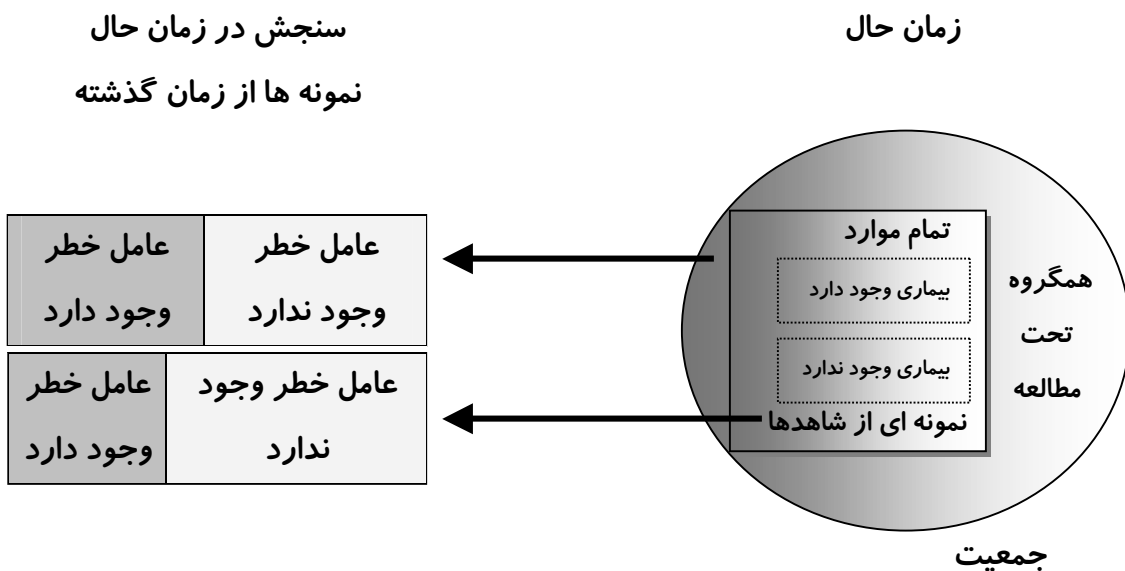 زمان حال
سنجش در زمان حال
نمونه ها از زمان گذشته
تمام موارد
بیماری وجود دارد
بیماری وجود ندارد
نمونه ای از شاهدها
همگروه
تحت
مطالعه
جمعیت
عامل خطر
وجود ندارد
عامل خطر
وجود دارد
عامل خطر وجود
ندارد
عامل خطر
وجود دارد